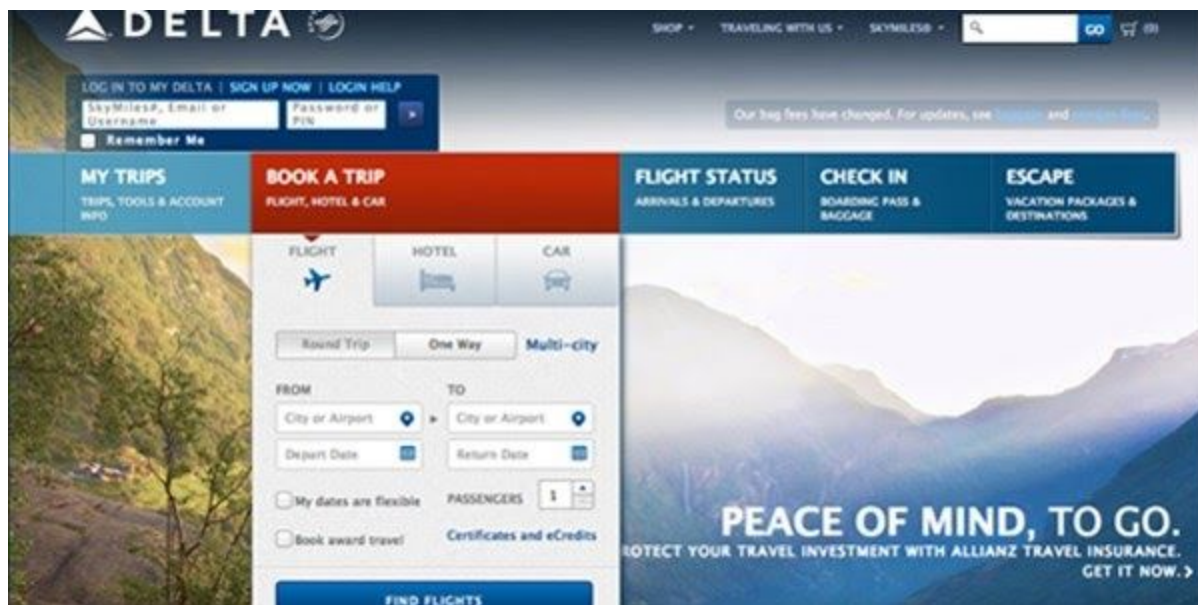 DELTA
SHOP TRAVELING WITH US SKYMILES®
GO (0)
LOG IN TO MY DELTA | SIGN UP NOW | LOGIN HELP
SkyMiles#, Email or
Username
Password or
PIN
Remember Me
Our bag fees have changed. For updates, see and
MY TRIPS
TRIPS, TOOLS & ACCOUNT
INFO
BOOK A TRIP
FLIGHT, HOTEL & CAR
FLIGHT STATUS
ARRIVALS & DEPARTURES
CHECK IN
BOARDING PASS &
BAGGAGE
ESCAPE
VACATION PACKAGES &
DESTINATIONS
FLIGHT HOTEL CAR
Round Trip One Way Multi-city
FROM TO
City or Airport City or Airport
Depart Date Return Date
My dates are flexible PASSENGERS 1
Book award travel Certificates and eCredits
FIND FLIGHTS
PEACE OF MIND, TO GO.
ROTECT YOUR TRAVEL INVESTMENT WITH ALLIANZ TRAVEL INSURANCE.
GET IT NOW. >